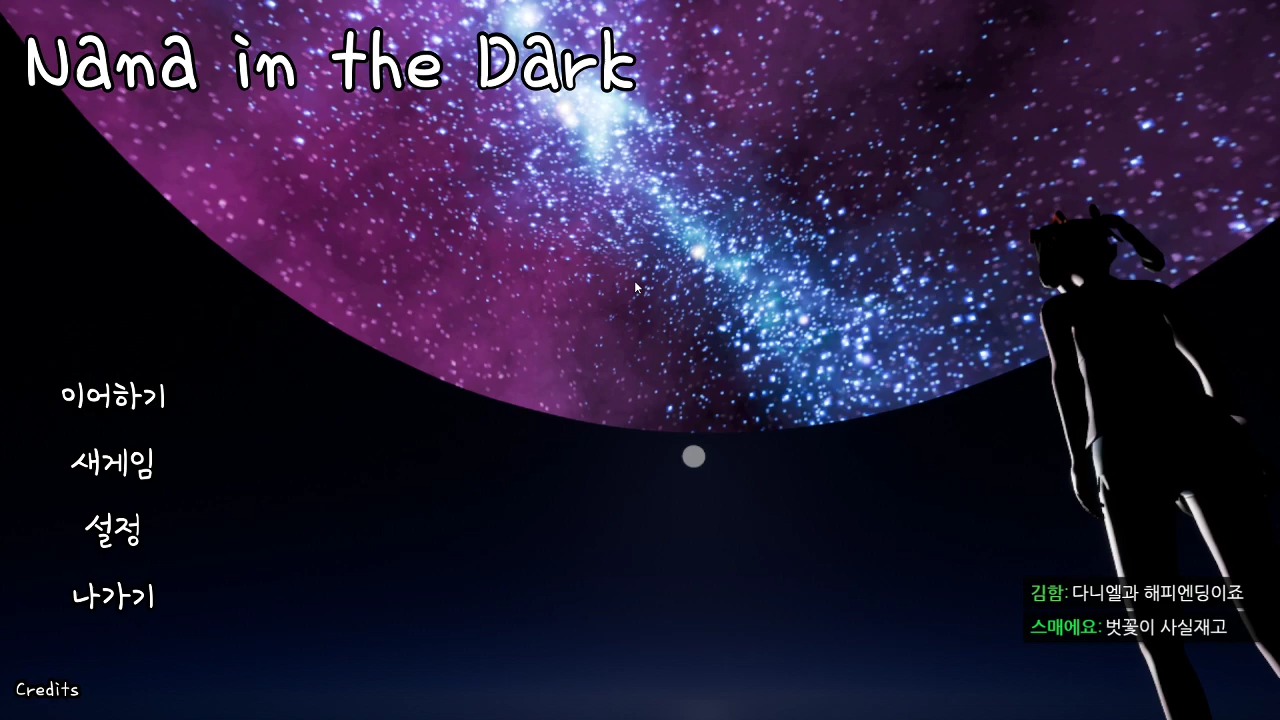 Nana in the Dark
이어하기
새게임
설정
나가기
김함: 다니엘과 해피엔딩이죠
스매에요: 벗꽃이 사실재고
Credits